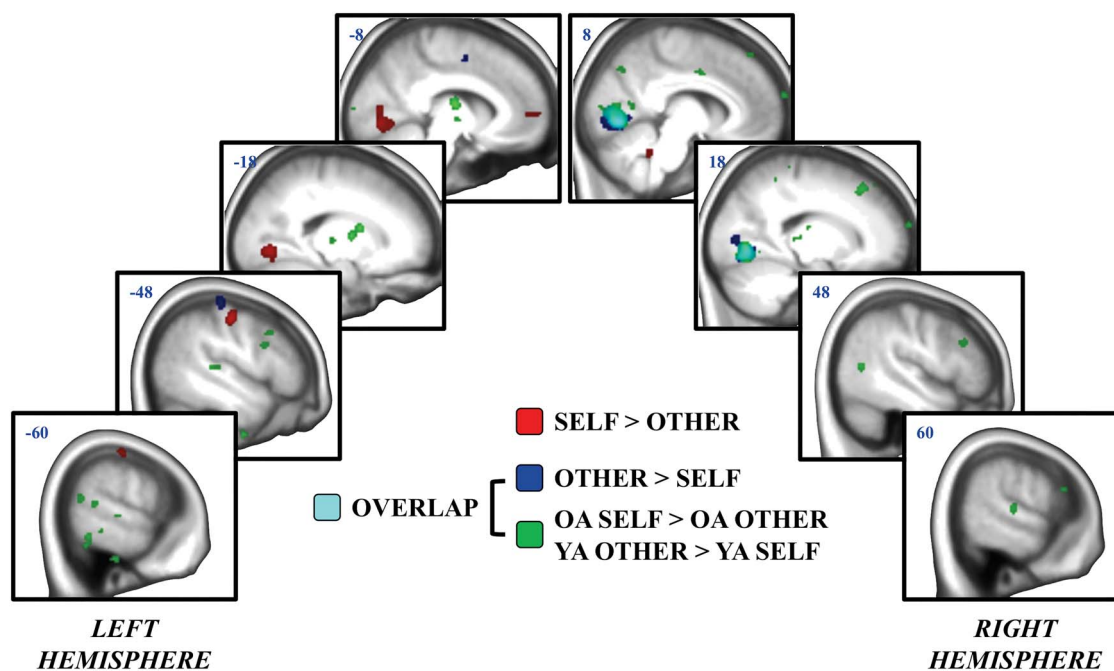 -8
8
-18
18
-48
48
-60
60
SELF > OTHER
OTHER > SELF
OVERLAP
OA SELF > OA OTHER
YA OTHER > YA SELF
LEFT
HEMISPHERE
RIGHT
HEMISPHERE